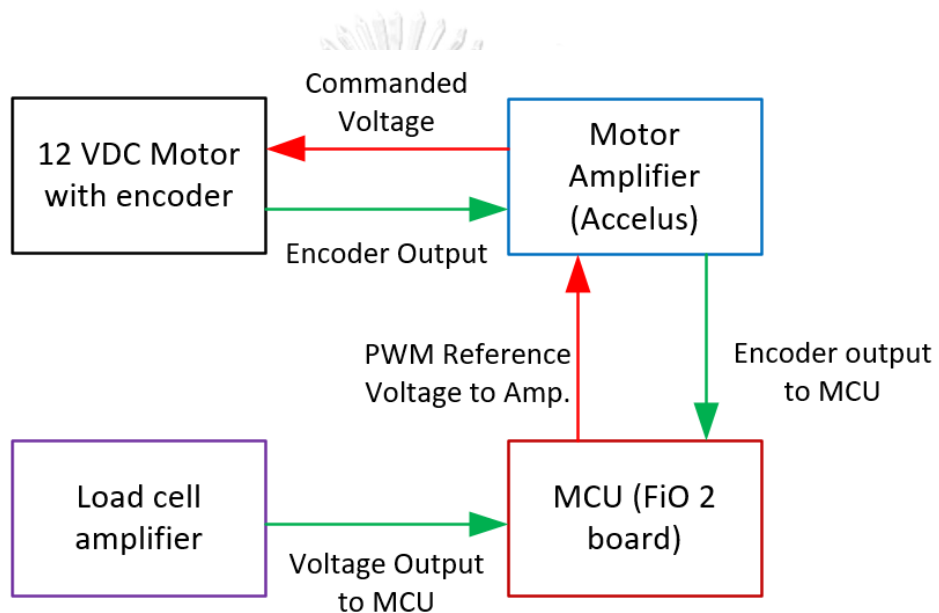 Commanded
Voltage
12 VDC Motor
with encoder
Motor
Amplifier
(Accelus)
Encoder Output
PWM Reference
Voltage to Amp.
Encoder output
to MCU
Load cell
amplifier
MCU (FiO 2
board)
Voltage Output
to MCU